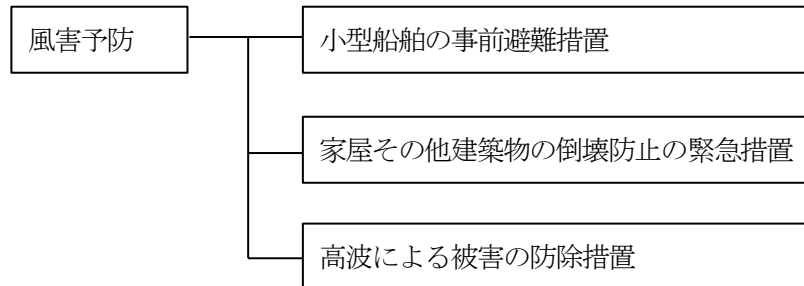 風害予防
小型船舶の事前避難措置
家屋その他建築物の倒壊防止の緊急措置
高波による被害の防除措置